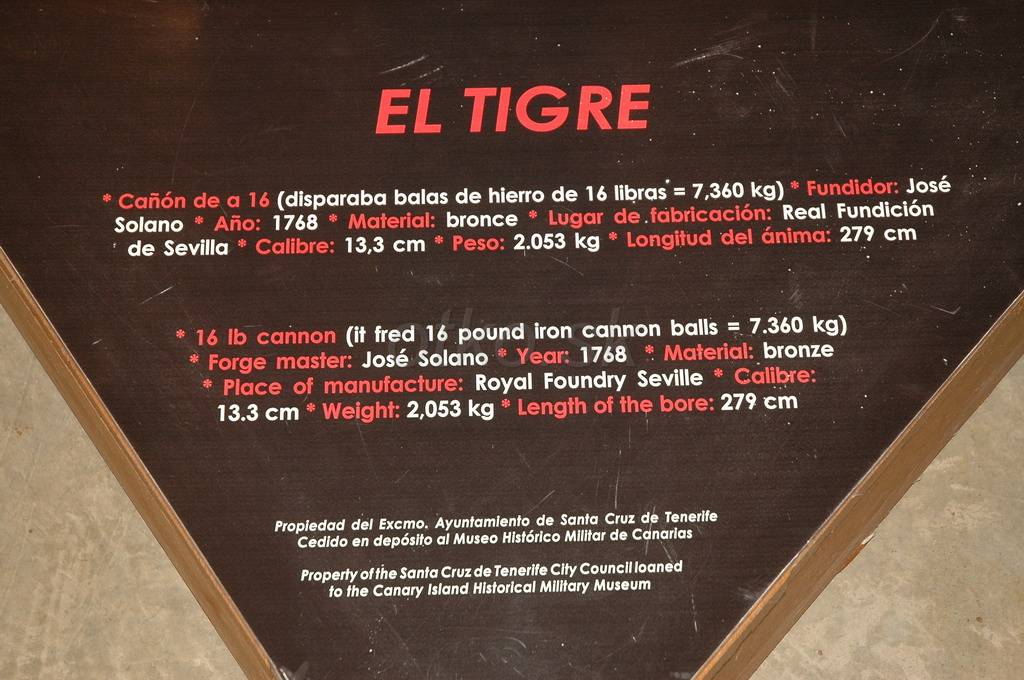 EL TIGRE
* Cañón de a 16 (disparaba balas de hierro de 16 libras = 7,360 kg) * Fundidor: José
Solano * Año: 1768 * Material: bronce * Lugar de fabricación: Real Fundición
de Sevilla * Calibre: 13,3 cm * Peso: 2.053 kg * Longitud del ánima: 279 cm
* 16 lb cannon (it fred 16 pound iron cannon balls = 7.360 kg)
* Forge master: José Solano * Year: 1768 * Material: bronze
* Place of manufacture: Royal Foundry Seville * Calibre:
13.3 cm * Weight: 2,053 kg * Length of the bore: 279 cm
Propiedad del Excmo. Ayuntamiento de Santa Cruz de Tenerife
Cedido en depósito al Museo Histórico Militar de Canarias
Property of the Santa Cruz de Tenerife City Council loaned
to the Canary Island Historical Military Museum